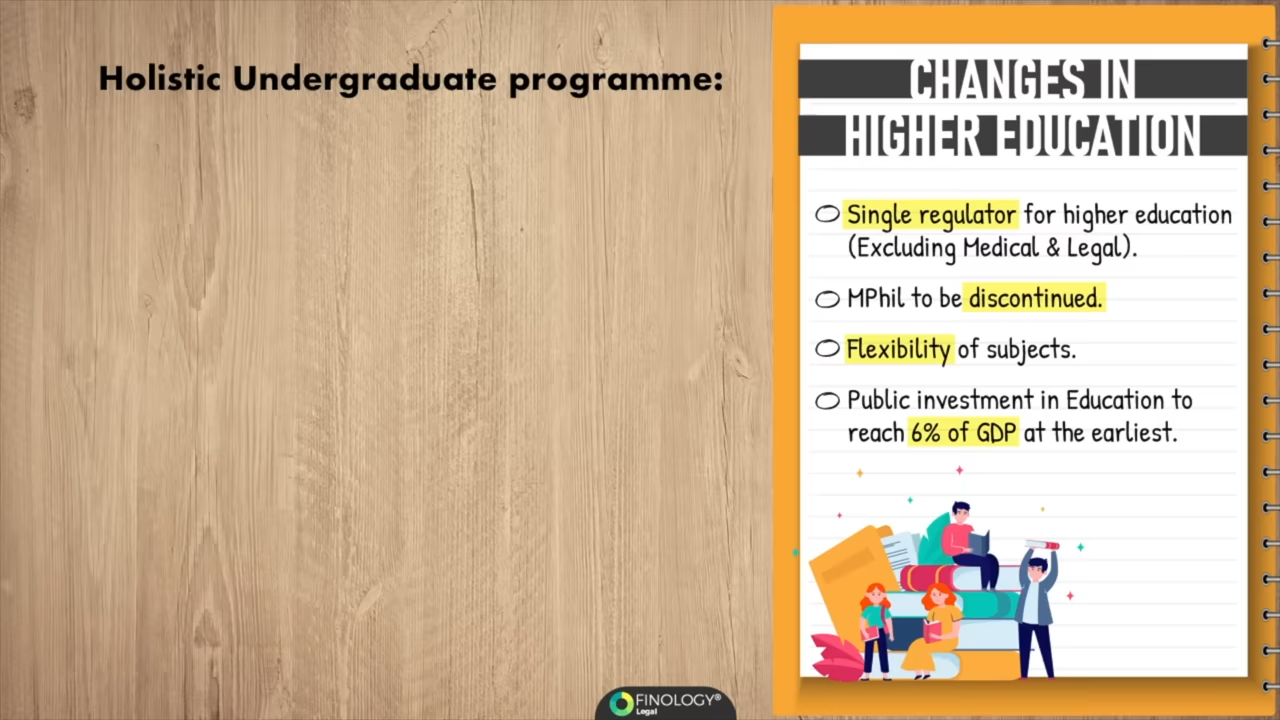 Holistic Undergraduate programme:
CHANGES IN
HIGHER EDUCATION
Single regulator for higher education
(Excluding Medical & Legal).
MPhil to be discontinued.
Flexibility of subjects.
Public investment in Education to
reach 6% of GDP at the earliest.
FINOLOGY®
Legal